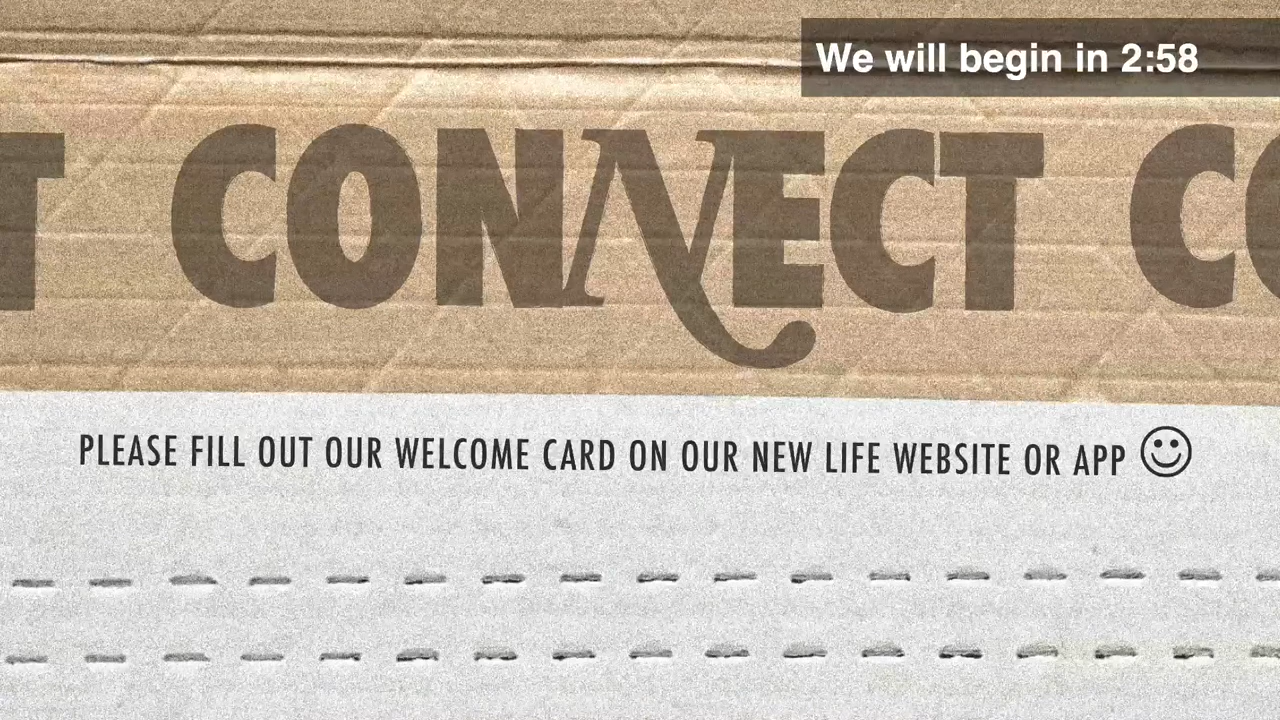 We will begin in 2:58
T CONNECT CO
PLEASE FILL OUT OUR WELCOME CARD ON OUR NEW LIFE WEBSITE OR APP ☺